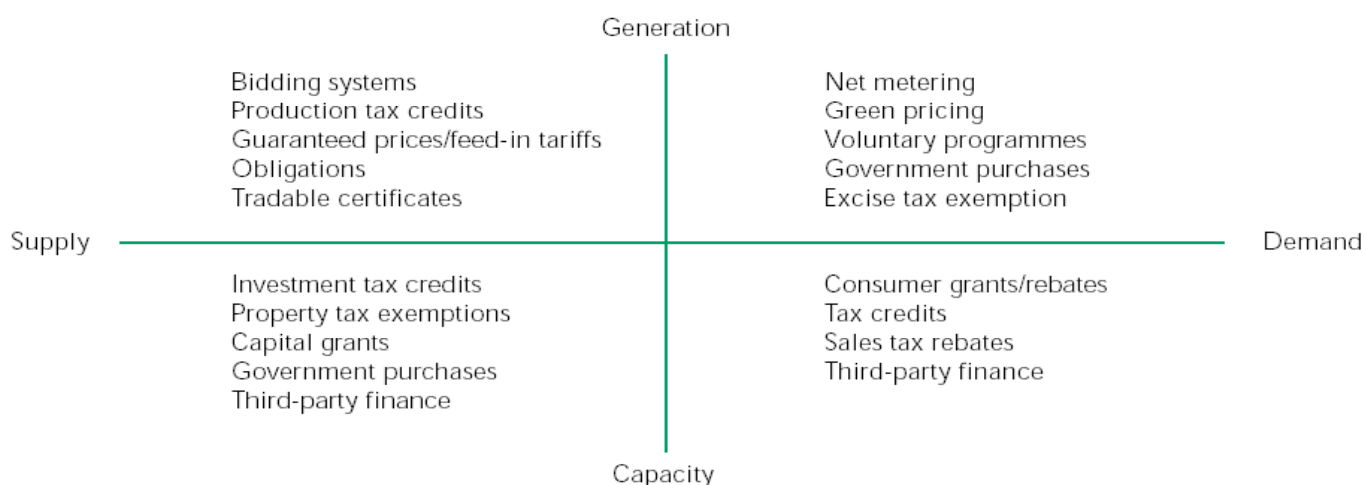 Generation
Bidding systems
Production tax credits
Guaranteed prices/feed-in tariffs
Obligations
Tradable certificates
Net metering
Green pricing
Voluntary programmes
Government purchases
Excise tax exemption
Supply
Demand
Investment tax credits
Property tax exemptions
Capital grants
Government purchases
Third-party finance
Consumer grants/rebates
Tax credits
Sales tax rebates
Third-party finance
Capacity